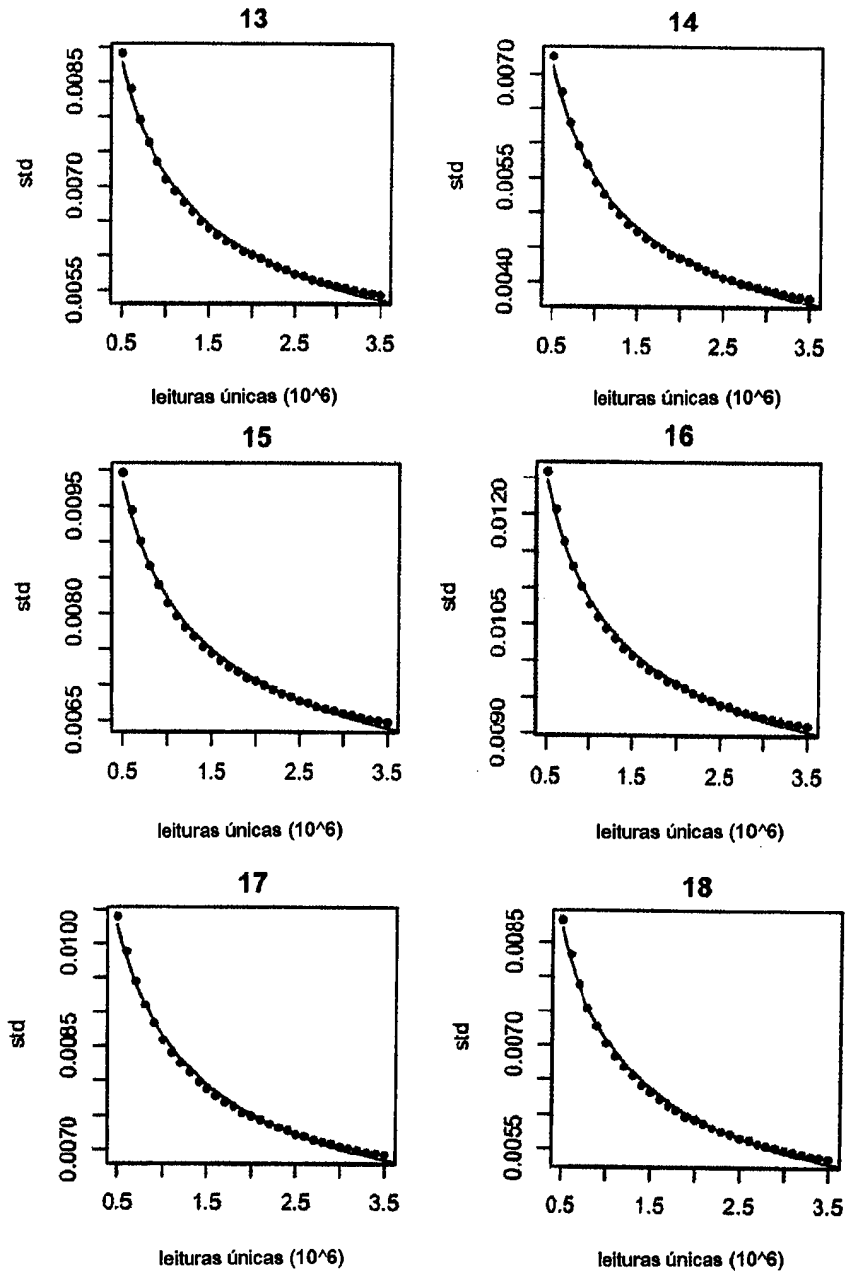 13
0.0085
0.0070
0.0055
std
0.5 1.5 2.5 3.5
leituras únicas (10^6)
14
0.0070
0.0055
0.0040
std
0.5 1.5 2.5 3.5
leituras únicas (10^6)
15
0.0095
0.0080
0.0065
std
0.5 1.5 2.5 3.5
leituras únicas (10^6)
16
0.0120
0.0105
0.0090
std
0.5 1.5 2.5 3.5
leituras únicas (10^6)
17
0.0100
0.0085
0.0070
std
0.5 1.5 2.5 3.5
leituras únicas (10^6)
18
0.0085
0.0070
0.0055
std
0.5 1.5 2.5 3.5
leituras únicas (10^6)